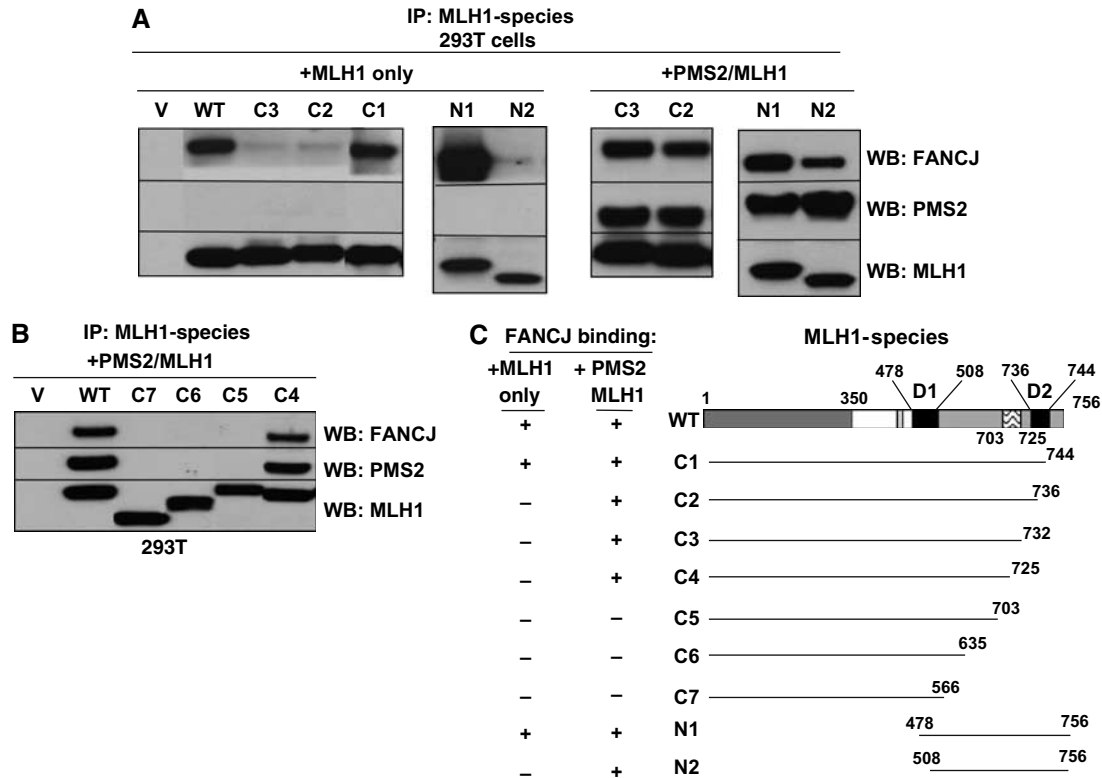 A
IP: MLH1-species
293T cells
+MLH1 only
+PMS2/MLH1
V WT C3 C2 C1 N1 N2 C3 C2 N1 N2
WB: FANCJ
WB: PMS2
WB: MLH1
B
IP: MLH1-species
+PMS2/MLH1
V WT C7 C6 C5 C4
WB: FANCJ
WB: PMS2
WB: MLH1
293T
C
FANCJ binding:
MLH1-species
+MLH1 only
+ PMS2 MLH1
478 D1 508 736 D2 744
1 350 756
+ + WT
703 725
+ + C1 744
– + C2 736
– + C3 732
– + C4 725
– – C5 703
– – C6 635
– – C7 566
+ + N1 478 756
– + N2 508 756